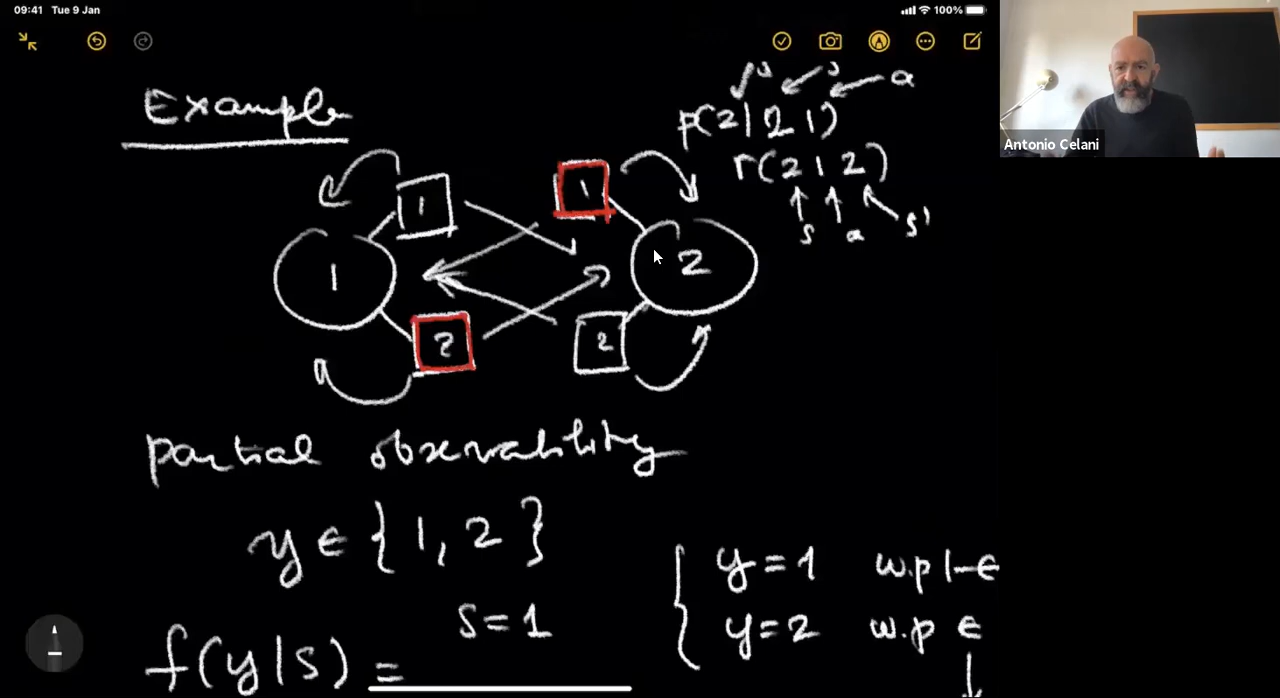 09:41 Tue 9 Jan
100%
Example
s s a
p(2|2 1)
r(2 1 2)
s a s'
1 1
1 2
2 2
Antonio Celani
partial observability
y ∈ {1, 2}
s = 1
y = 1 w.p 1-ϵ
y = 2 w.p ϵ
f(y|s) =